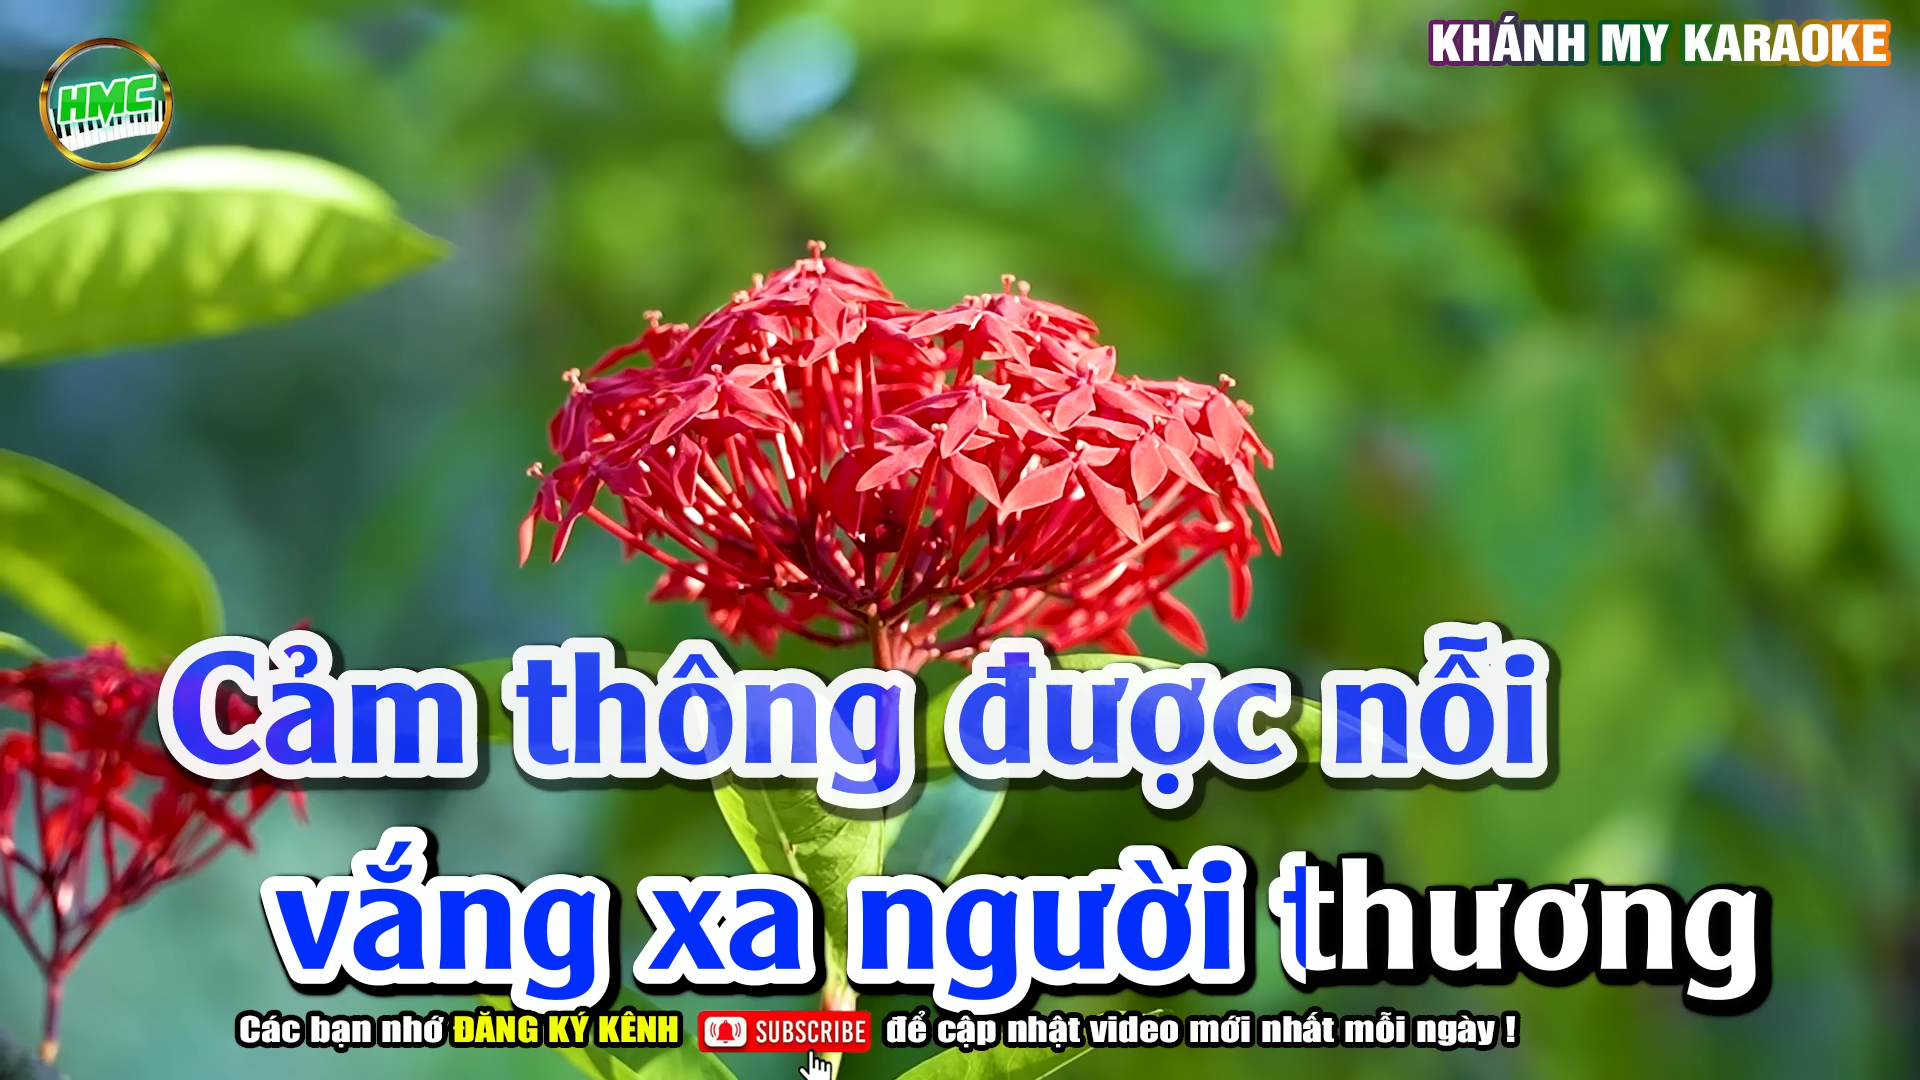 KHÁNH MY KARAOKE
HMC
Cảm thông được nỗi
vắng xa người thương
Các bạn nhớ ĐĂNG KÝ KÊNH SUBSCRIBE để cập nhật video mới nhất mỗi ngày !